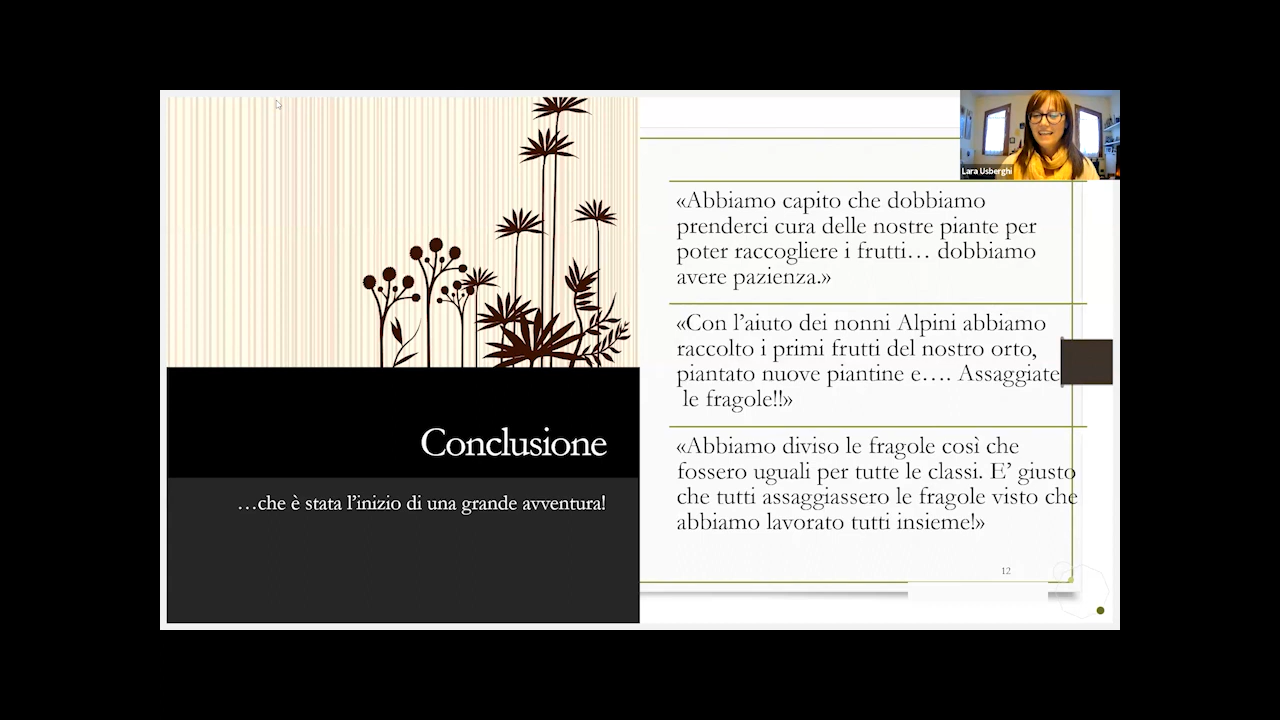 Lara Usberghi
«Abbiamo capito che dobbiamo
prenderci cura delle nostre piante per
poter raccogliere i frutti… dobbiamo
avere pazienza.»
«Con l’aiuto dei nonni Alpini abbiamo
raccolto i primi frutti del nostro orto,
piantato nuove piantine e…. Assaggiate
le fragole!!»
«Abbiamo diviso le fragole così che
fossero uguali per tutte le classi. E’ giusto
che tutti assaggiassero le fragole visto che
abbiamo lavorato tutti insieme!»
Conclusione
…che è stata l’inizio di una grande avventura!
12